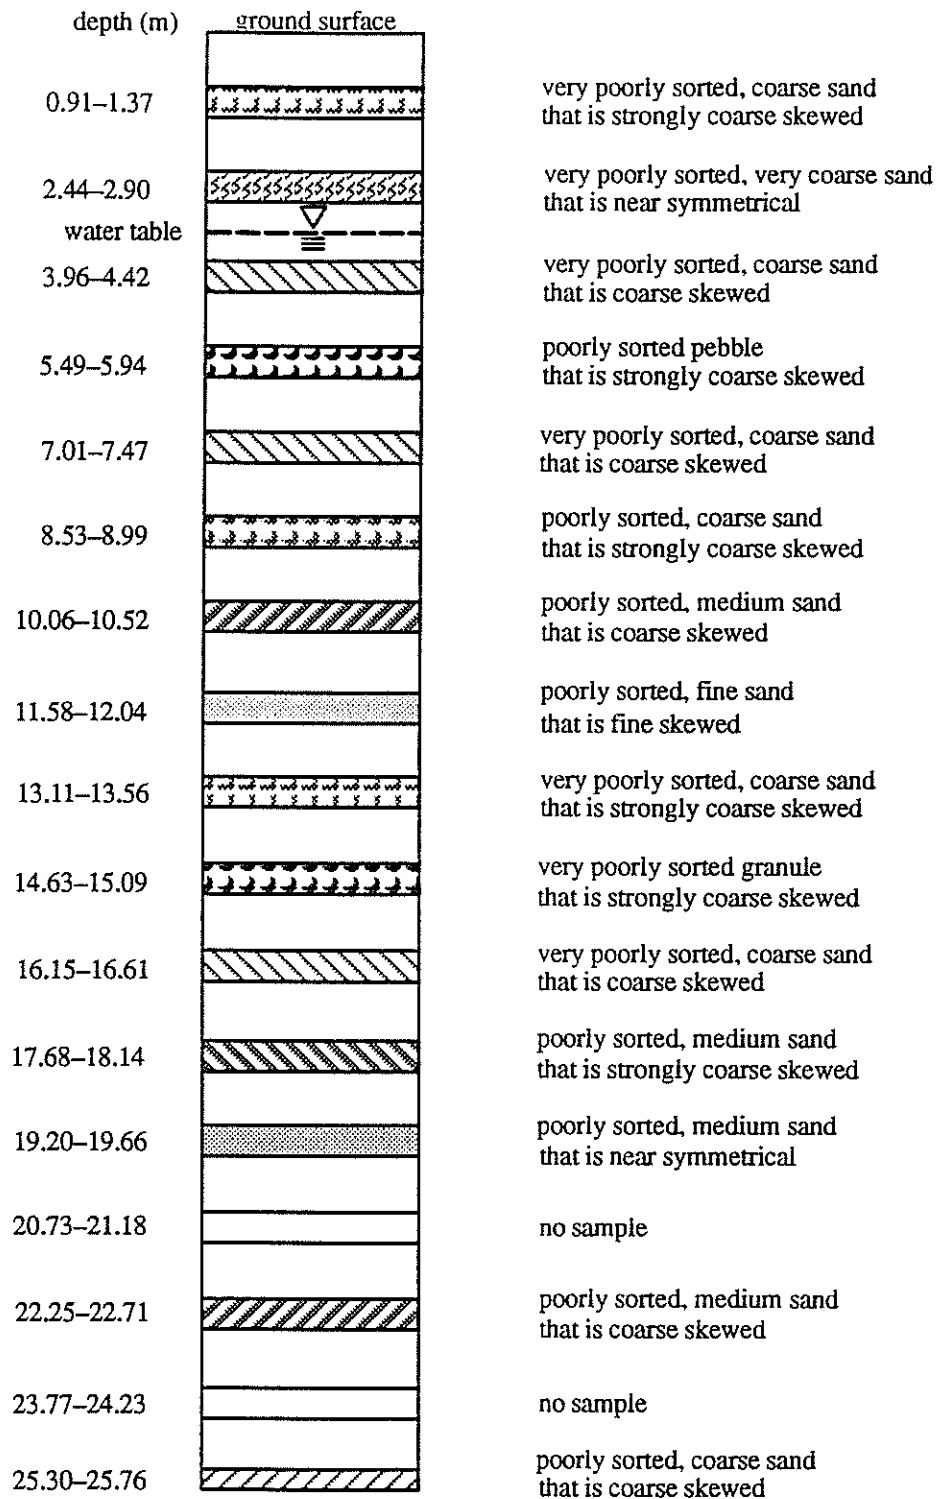 depth (m) ground surface
0.91–1.37 very poorly sorted, coarse sand
that is strongly coarse skewed
2.44–2.90 very poorly sorted, very coarse sand
that is near symmetrical
water table
3.96–4.42 very poorly sorted, coarse sand
that is coarse skewed
5.49–5.94 poorly sorted pebble
that is strongly coarse skewed
7.01–7.47 very poorly sorted, coarse sand
that is coarse skewed
8.53–8.99 poorly sorted, coarse sand
that is strongly coarse skewed
10.06–10.52 poorly sorted, medium sand
that is coarse skewed
11.58–12.04 poorly sorted, fine sand
that is fine skewed
13.11–13.56 very poorly sorted, coarse sand
that is strongly coarse skewed
14.63–15.09 very poorly sorted granule
that is strongly coarse skewed
16.15–16.61 very poorly sorted, coarse sand
that is coarse skewed
17.68–18.14 poorly sorted, medium sand
that is strongly coarse skewed
19.20–19.66 poorly sorted, medium sand
that is near symmetrical
20.73–21.18 no sample
22.25–22.71 poorly sorted, medium sand
that is coarse skewed
23.77–24.23 no sample
25.30–25.76 poorly sorted, coarse sand
that is coarse skewed